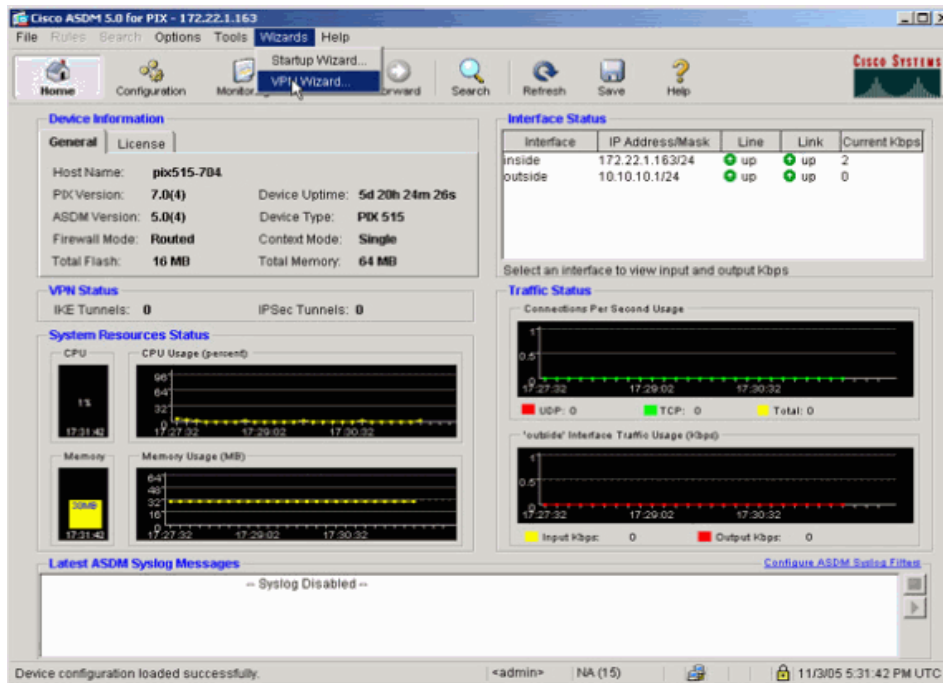 Cisco ASDM 5.0 for PIX - 172.22.1.163
File Rules Search Options Tools Wizards Help
Startup Wizard...
VPN Wizard...
Home Configuration Search Refresh Save Help
CISCO SYSTEMS
Device Information
General License
Host Name: pix515-704
PIX Version: 7.0(4) Device Uptime: 5d 20h 24m 26s
ASDM Version: 5.0(4) Device Type: PIX 515
Firewall Mode: Routed Context Mode: Single
Total Flash: 16 MB Total Memory: 64 MB
Interface Status
Interface IP Address/Mask Line Link Current Kbps
inside 172.22.1.163/24 up up 2
outside 10.10.10.1/24 up up 0
Select an interface to view input and output Kbps
VPN Status
IKE Tunnels: 0 IPSec Tunnels: 0
System Resources Status
CPU
1%
17:31:42
CPU Usage (percent)
96
64
32
0
17:27:32 17:29:02 17:30:32
Memory
30MB
17:31:42
Memory Usage (MB)
64
48
32
16
0
17:27:32 17:29:02 17:30:32
Traffic Status
Connections Per Second Usage
1
0.5
0
17:27:32 17:29:02 17:30:32
UDP: 0 TCP: 0 Total: 0
'outside' Interface Traffic Usage (Kbps)
1
0.5
0
17:27:32 17:29:02 17:30:32
Input Kbps: 0 Output Kbps: 0
Latest ASDM Syslog Messages
Configure ASDM Syslog Filters
-- Syslog Disabled --
Device configuration loaded successfully.
<admin> NA (15) 11/3/05 5:31:42 PM UTC